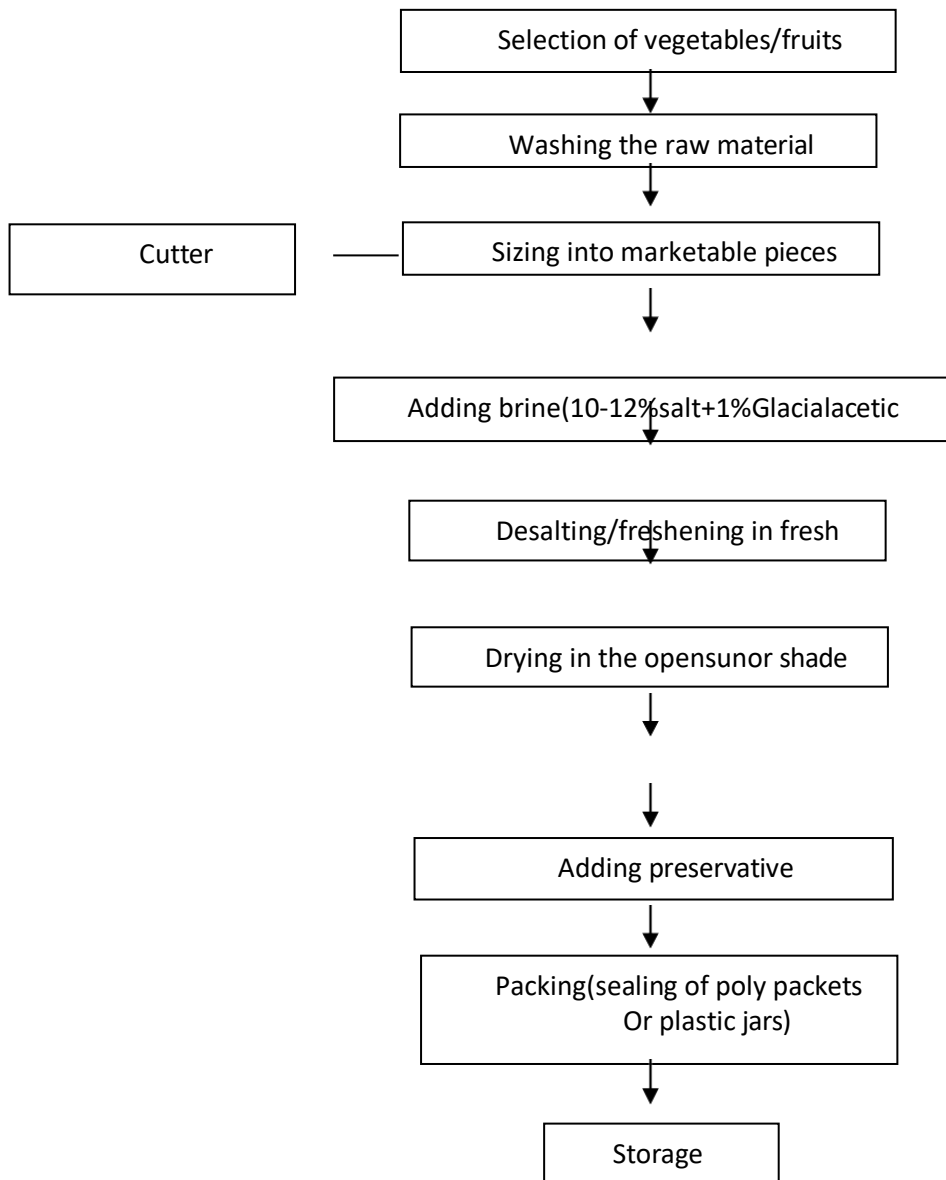 Selection of vegetables/fruits
Washing the raw material
Cutter
Sizing into marketable pieces
Adding brine(10-12%salt+1%Glacialacetic
Desalting/freshening in fresh
Drying in the opensunor shade
Adding preservative
Packing(sealing of poly packets
Or plastic jars)
Storage